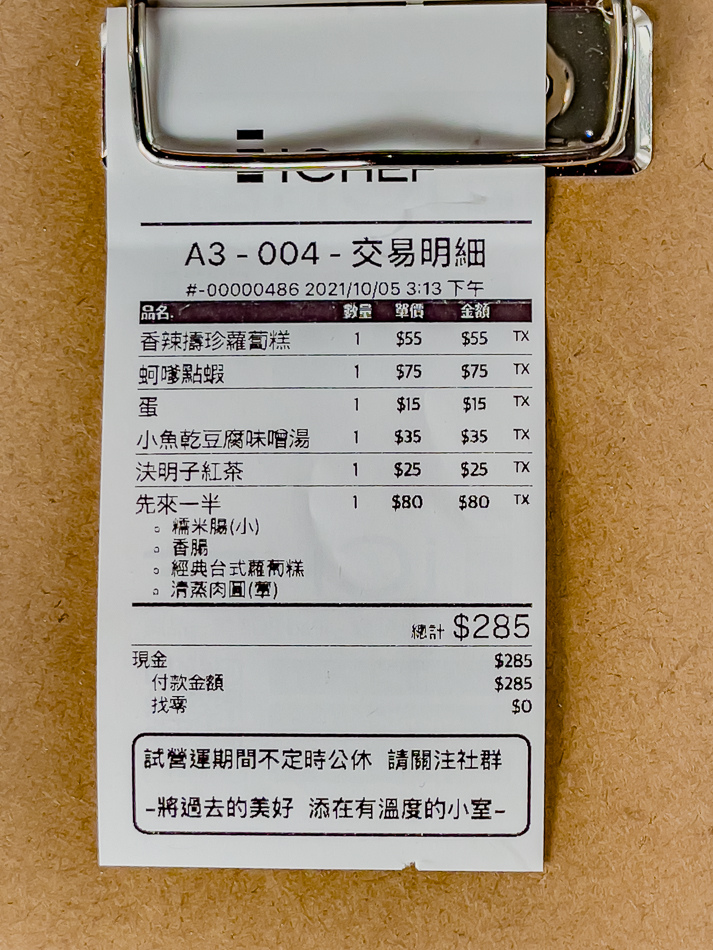 iCHEF
A3 - 004 - 交易明細
#-00000486 2021/10/05 3:13 下午
品名. 數量 單價 金額
香辣擣珍蘿蔔糕 1 $55 $55 TX
蚵嗲點蝦 1 $75 $75 TX
蛋 1 $15 $15 TX
小魚乾豆腐味噌湯 1 $35 $35 TX
決明子紅茶 1 $25 $25 TX
先來一半 1 $80 $80 TX
糯米腸(小)
香腸
經典台式蘿蔔糕
清蒸肉圓(葷)
總計 $285
現金 $285
付款金額 $285
找零 $0
試營運期間不定時公休 請關注社群
~將過去的美好 添在有溫度的小室~